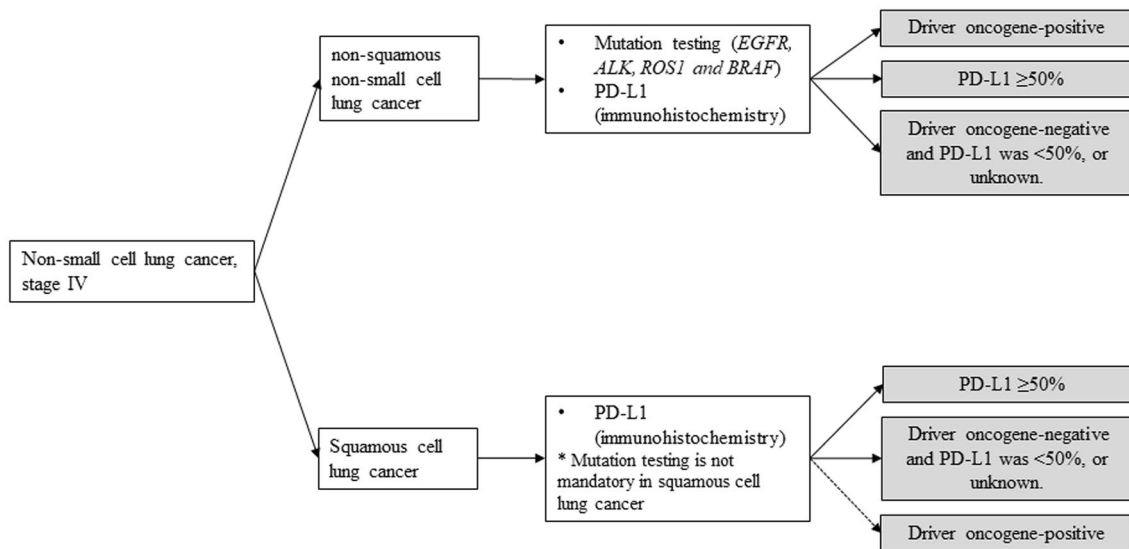 Non-small cell lung cancer,
stage IV
non-squamous
non-small cell
lung cancer
• Mutation testing (EGFR,
ALK, ROS1 and BRAF)
• PD-L1
(immunohistochemistry)
Driver oncogene-positive
PD-L1 ≥50%
Driver oncogene-negative
and PD-L1 was <50%, or
unknown.
Squamous cell
lung cancer
• PD-L1
(immunohistochemistry)
* Mutation testing is not
mandatory in squamous cell
lung cancer
PD-L1 ≥50%
Driver oncogene-negative
and PD-L1 was <50%, or
unknown.
Driver oncogene-positive